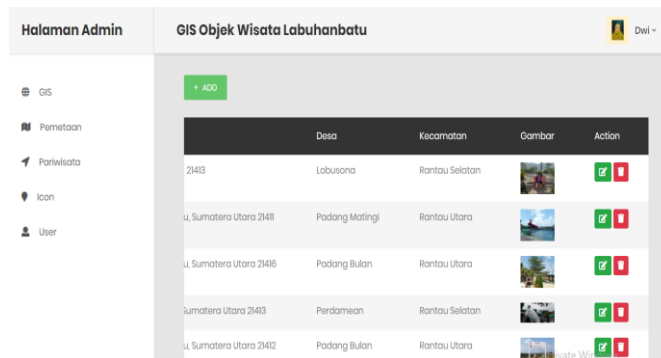 Halaman Admin
GIS Objek Wisata Labuhanbatu
Dwi
GIS
Pemetaan
Pariwisata
Icon
User
+ ADD
Desa Kecamatan Gambar Action
21413 Lobusona Rantau Selatan
u, Sumatera Utara 21411 Padang Matingi Rantau Utara
u, Sumatera Utara 21416 Padang Bulan Rantau Utara
Sumatera Utara 21413 Perdamean Rantau Selatan
u, Sumatera Utara 21412 Padang Bulan Rantau Utara